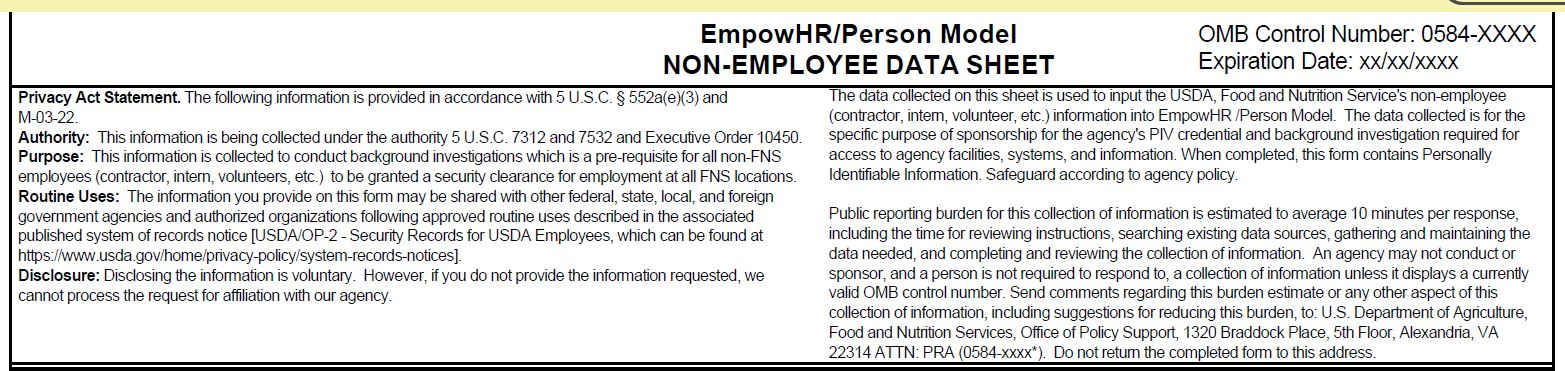 EmpowHR/Person Model
NON-EMPLOYEE DATA SHEET
OMB Control Number: 0584-XXXX
Expiration Date: xx/xx/xxxx
Privacy Act Statement. The following information is provided in accordance with 5 U.S.C. § 552a(e)(3) and
M-03-22.
Authority: This information is being collected under the authority 5 U.S.C. 7312 and 7532 and Executive Order 10450.
Purpose: This information is collected to conduct background investigations which is a pre-requisite for all non-FNS
employees (contractor, intern, volunteers, etc.) to be granted a security clearance for employment at all FNS locations.
Routine Uses: The information you provide on this form may be shared with other federal, state, local, and foreign
government agencies and authorized organizations following approved routine uses described in the associated
published system of records notice [USDA/OP-2 - Security Records for USDA Employees, which can be found at
https://www.usda.gov/home/privacy-policy/system-records-notices].
Disclosure: Disclosing the information is voluntary. However, if you do not provide the information requested, we
cannot process the request for affiliation with our agency.
The data collected on this sheet is used to input the USDA, Food and Nutrition Service's non-employee
(contractor, intern, volunteer, etc.) information into EmpowHR /Person Model. The data collected is for the
specific purpose of sponsorship for the agency's PIV credential and background investigation required for
access to agency facilities, systems, and information. When completed, this form contains Personally
Identifiable Information. Safeguard according to agency policy.
Public reporting burden for this collection of information is estimated to average 10 minutes per response,
including the time for reviewing instructions, searching existing data sources, gathering and maintaining the
data needed, and completing and reviewing the collection of information. An agency may not conduct or
sponsor, and a person is not required to respond to, a collection of information unless it displays a currently
valid OMB control number. Send comments regarding this burden estimate or any other aspect of this
collection of information, including suggestions for reducing this burden, to: U.S. Department of Agriculture,
Food and Nutrition Services, Office of Policy Support, 1320 Braddock Place, 5th Floor, Alexandria, VA
22314 ATTN: PRA (0584-xxxx*). Do not return the completed form to this address.